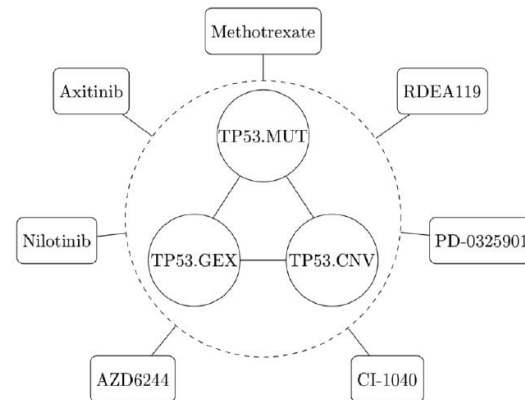 Methotrexate
Axitinib
RDEA119
TP53.MUT
Nilotinib
PD-0325901
TP53.GEX
TP53.CNV
AZD6244
CI-1040